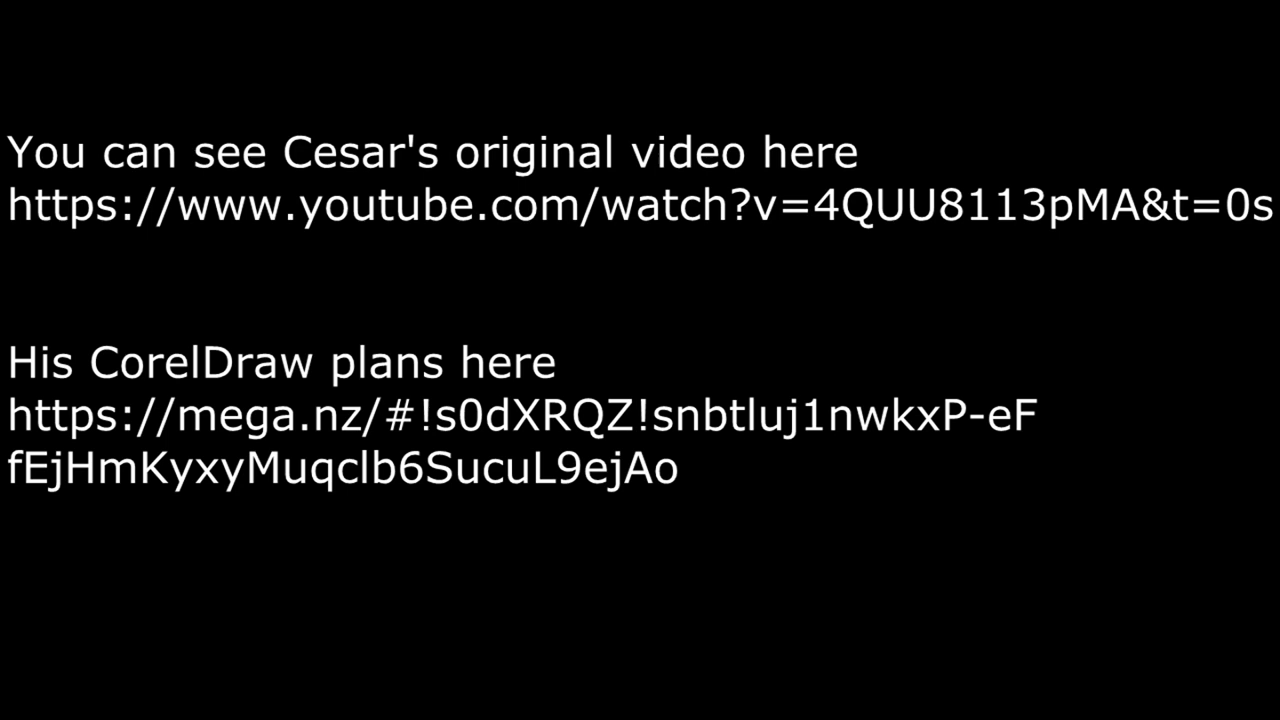 You can see Cesar's original video here
https://www.youtube.com/watch?v=4QUU8113pMA&t=0s
His CorelDraw plans here
https://mega.nz/#!s0dXRQZ!snbtluj1nwkxP-eF
fEjHmKyxyMuqclb6SucuL9ejAo